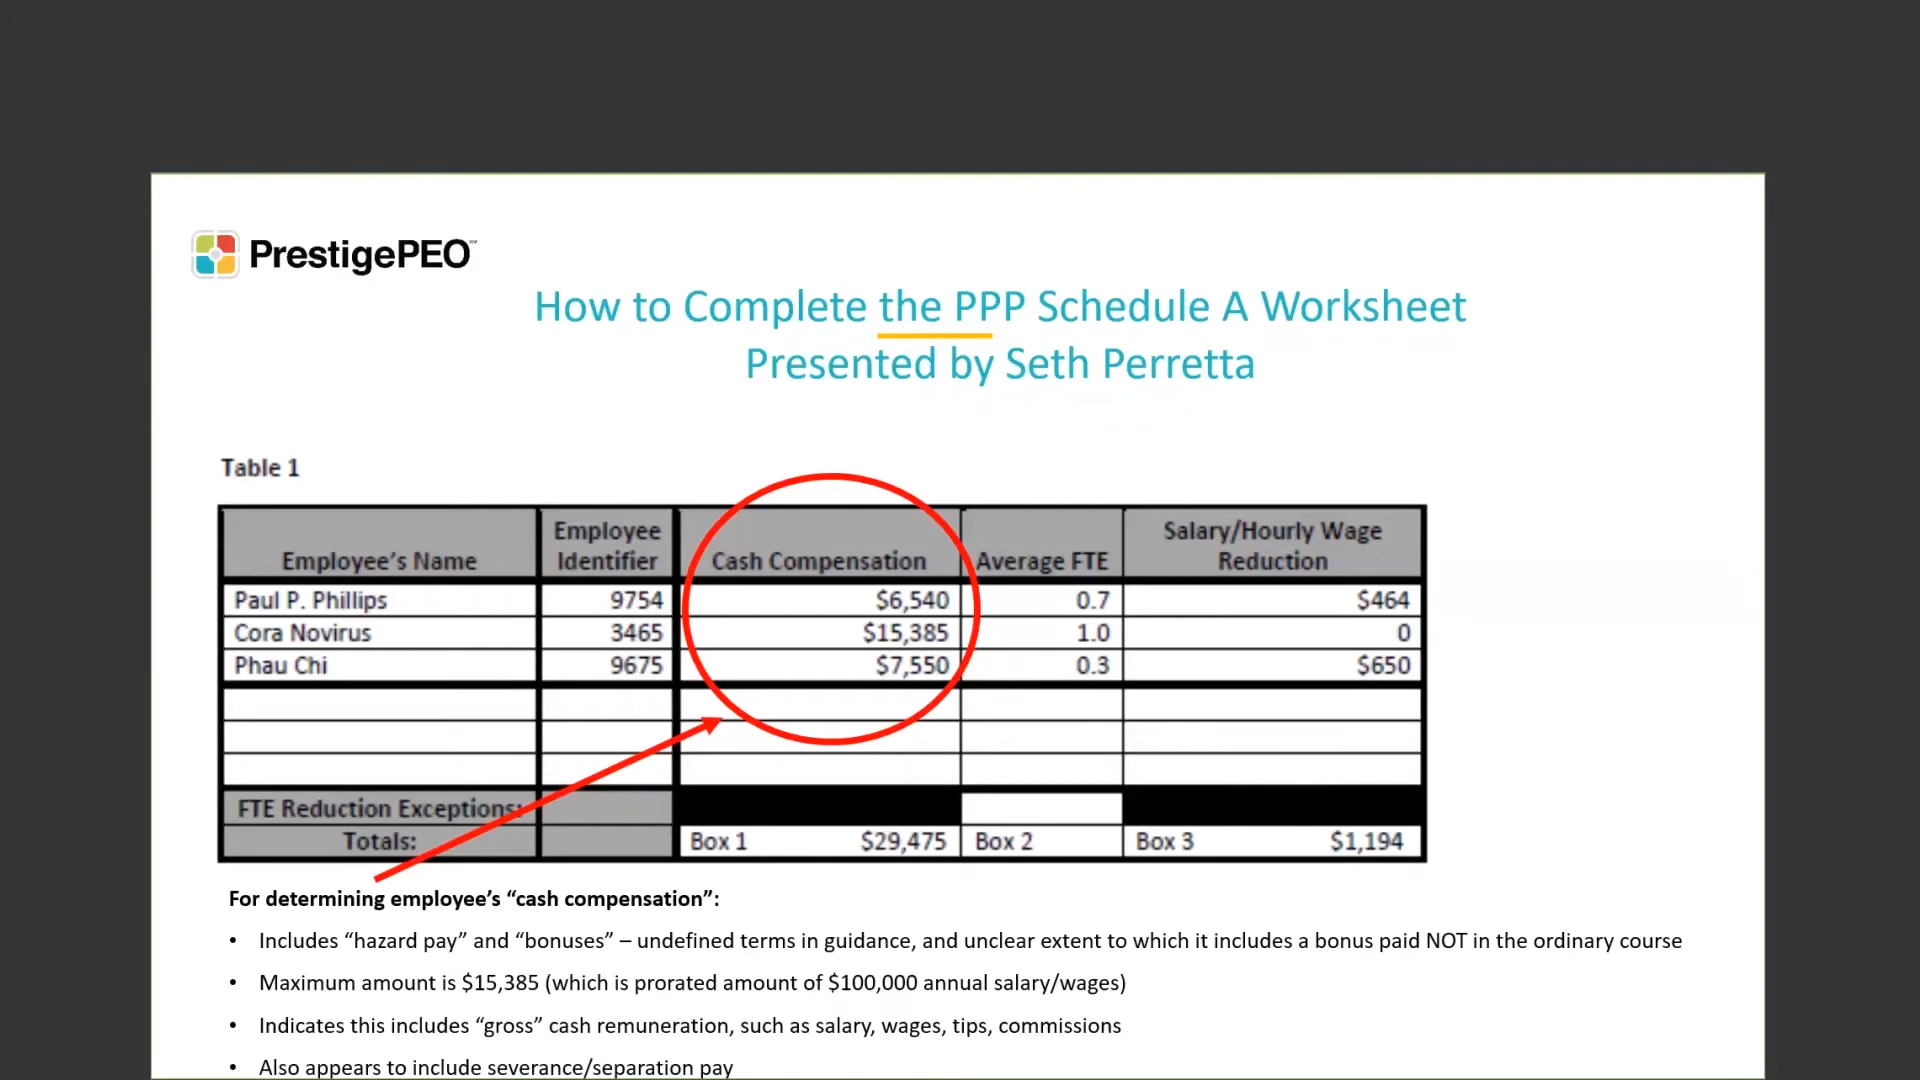 PrestigePEO
How to Complete the PPP Schedule A Worksheet
Presented by Seth Perretta
Table 1
Employee’s Name Employee Identifier Cash Compensation Average FTE Salary/Hourly Wage Reduction
Paul P. Phillips 9754 $6,540 0.7 $464
Cora Novirus 3465 $15,385 1.0 0
Phau Chi 9675 $7,550 0.3 $650
FTE Reduction Exceptions:
Totals: Box 1 $29,475 Box 2 Box 3 $1,194
For determining employee’s “cash compensation”:
• Includes “hazard pay” and “bonuses” – undefined terms in guidance, and unclear extent to which it includes a bonus paid NOT in the ordinary course
• Maximum amount is $15,385 (which is prorated amount of $100,000 annual salary/wages)
• Indicates this includes “gross” cash remuneration, such as salary, wages, tips, commissions
• Also appears to include severance/separation pay